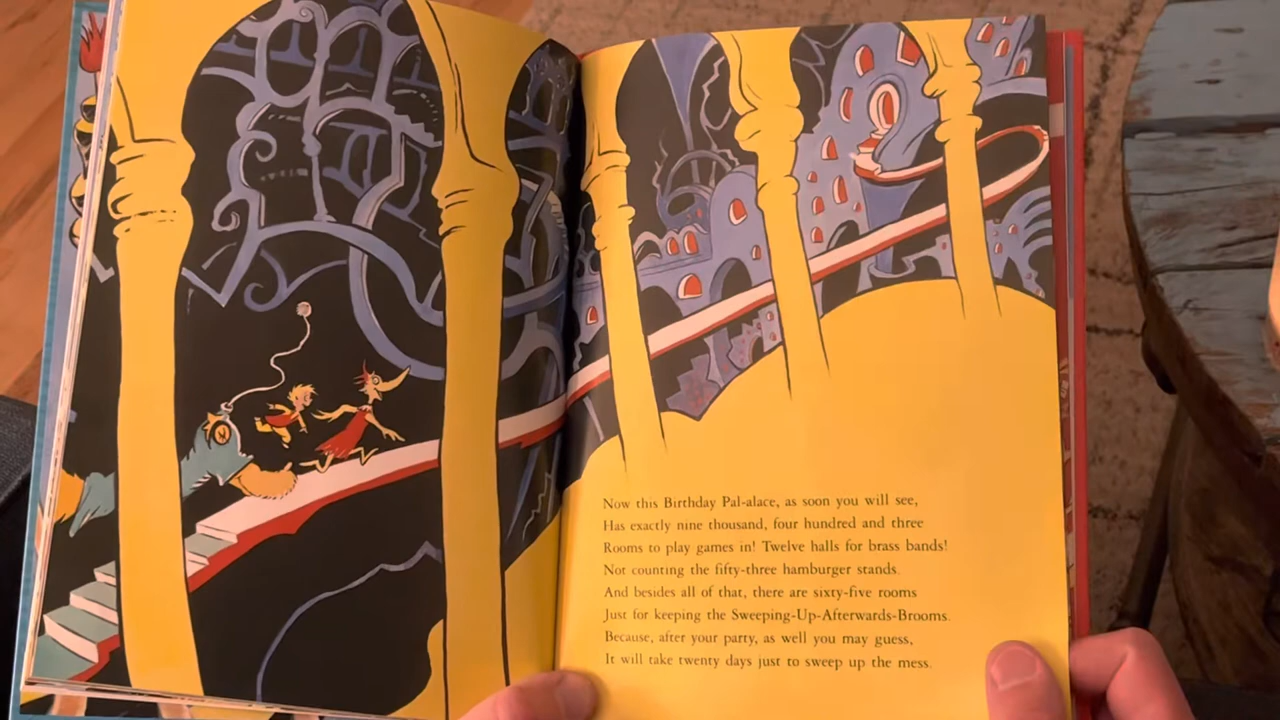 Now this Birthday Pal-alace, as soon you will see,
Has exactly nine thousand, four hundred and three
Rooms to play games in! Twelve halls for brass bands!
Not counting the fifty-three hamburger stands.
And besides all of that, there are sixty-five rooms
Just for keeping the Sweeping-Up-Afterwards-Brooms.
Because, after your party, as well you may guess,
It will take twenty days just to sweep up the mess.